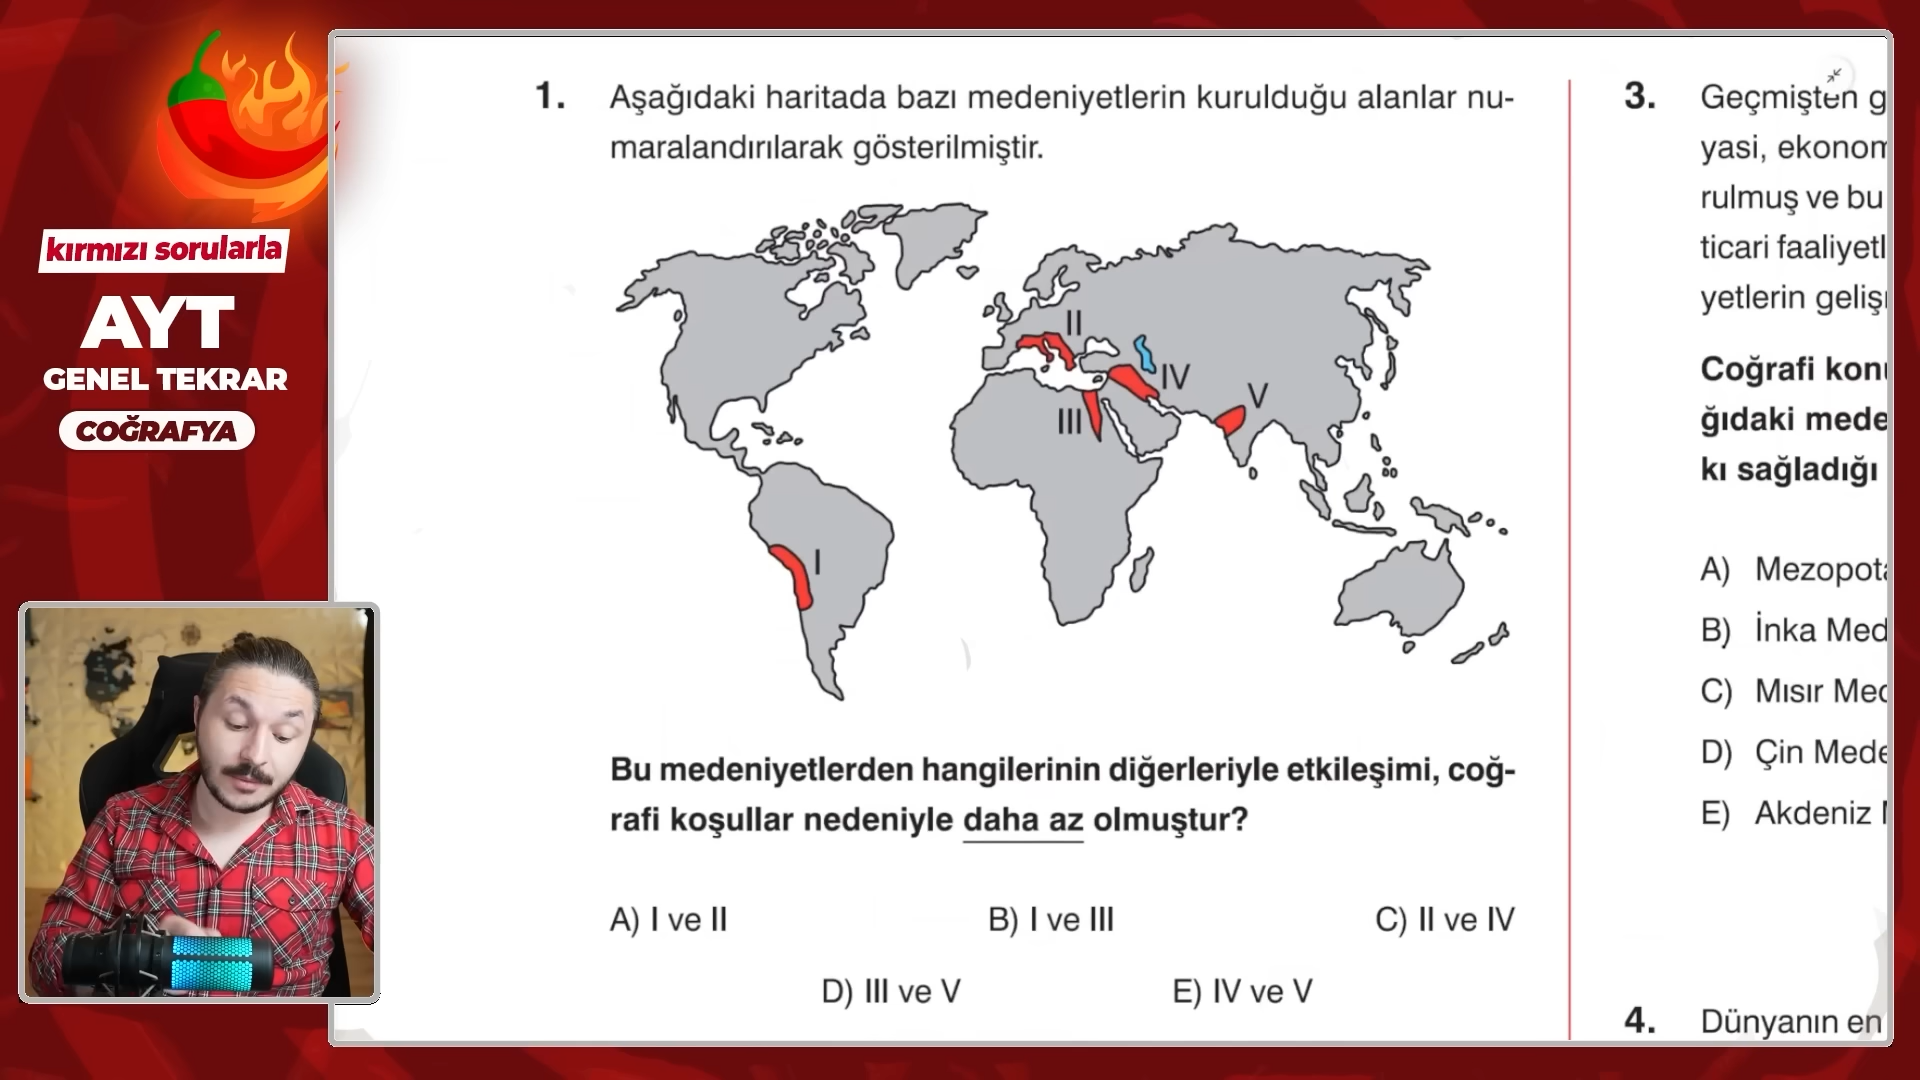 kırmızı sorularla
AYT
GENEL TEKRAR
COĞRAFYA
1. Aşağıdaki haritada bazı medeniyetlerin kurulduğu alanlar nu-
maralandırılarak gösterilmiştir.
II
IV
V
III
I
Bu medeniyetlerden hangilerinin diğerleriyle etkileşimi, coğ-
rafi koşullar nedeniyle daha az olmuştur?
A) I ve II B) I ve III C) II ve IV
D) III ve V E) IV ve V
3. Geçmişten g
yasi, ekonom
rulmuş ve bu
ticari faaliyetl
yetlerin geliş
Coğrafi kon
ğıdaki mede
kı sağladığı
A) Mezopota
B) İnka Med
C) Mısır Med
D) Çin Mede
E) Akdeniz
4. Dünyanın en